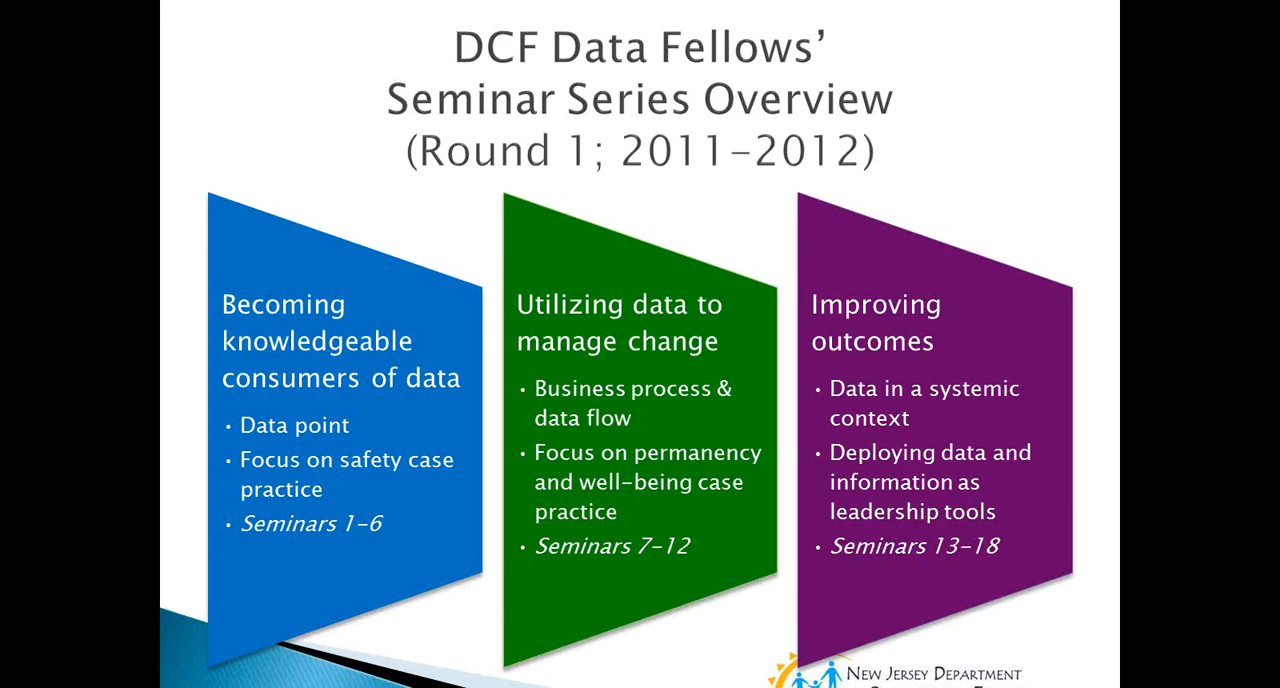 DCF Data Fellows’
Seminar Series Overview
(Round 1; 2011–2012)
Becoming
knowledgeable
consumers of data
• Data point
• Focus on safety case
practice
• Seminars 1–6
Utilizing data to
manage change
• Business process &
data flow
• Focus on permanency
and well–being case
practice
• Seminars 7–12
Improving
outcomes
• Data in a systemic
context
• Deploying data and
information as
leadership tools
• Seminars 13–18
NEW JERSEY DEPARTMENT